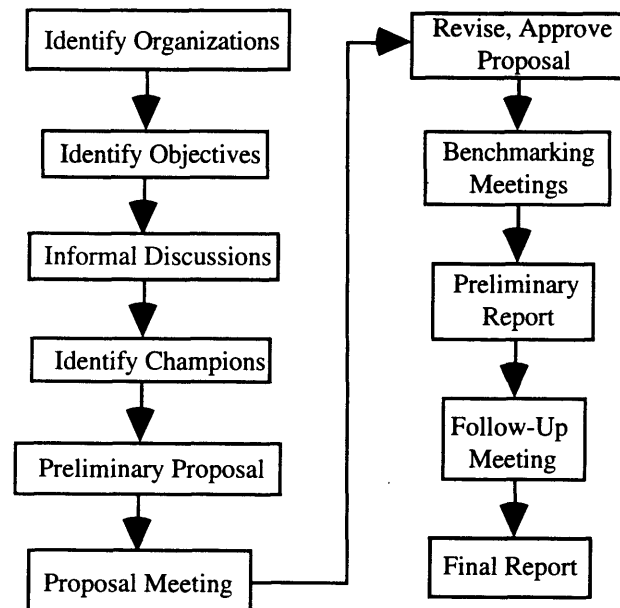 Identify Organizations
Identify Objectives
Informal Discussions
Identify Champions
Preliminary Proposal
Proposal Meeting
Revise, Approve
Proposal
Benchmarking
Meetings
Preliminary
Report
Follow-Up
Meeting
Final Report